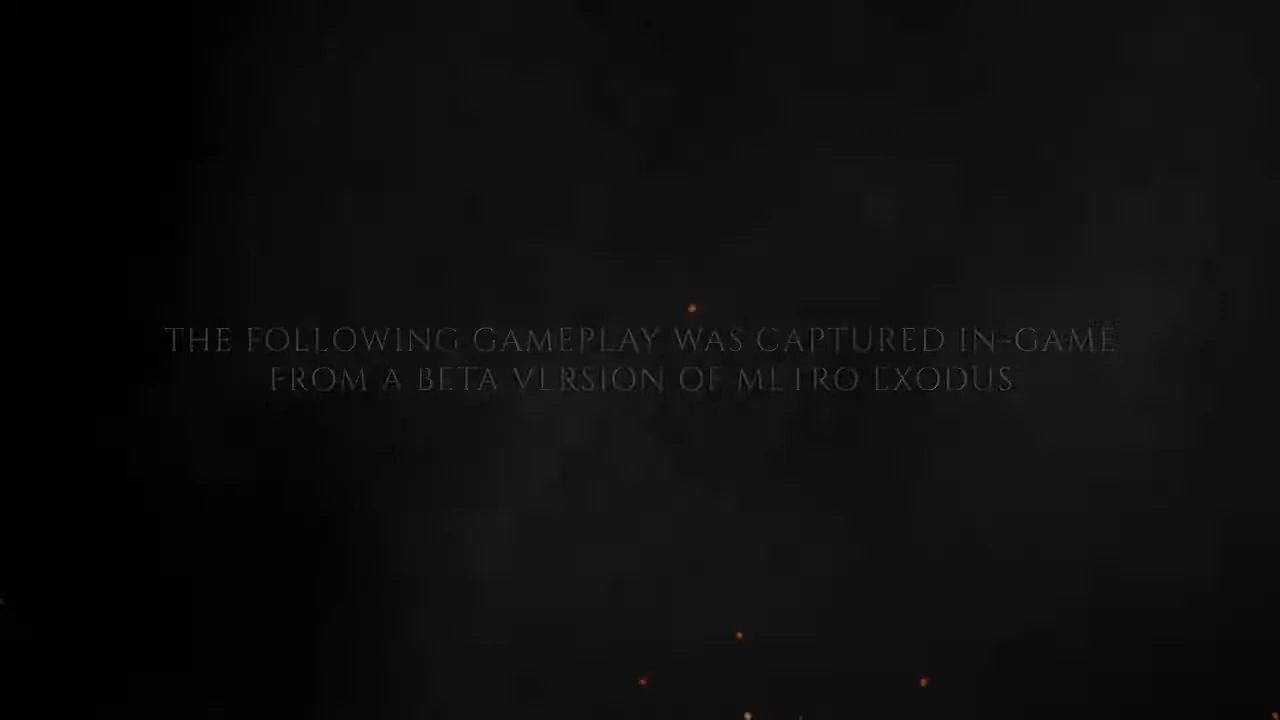 THE FOLLOWING GAMEPLAY WAS CAPTURED IN-GAME
FROM A BETA VERSION OF METRO EXODUS